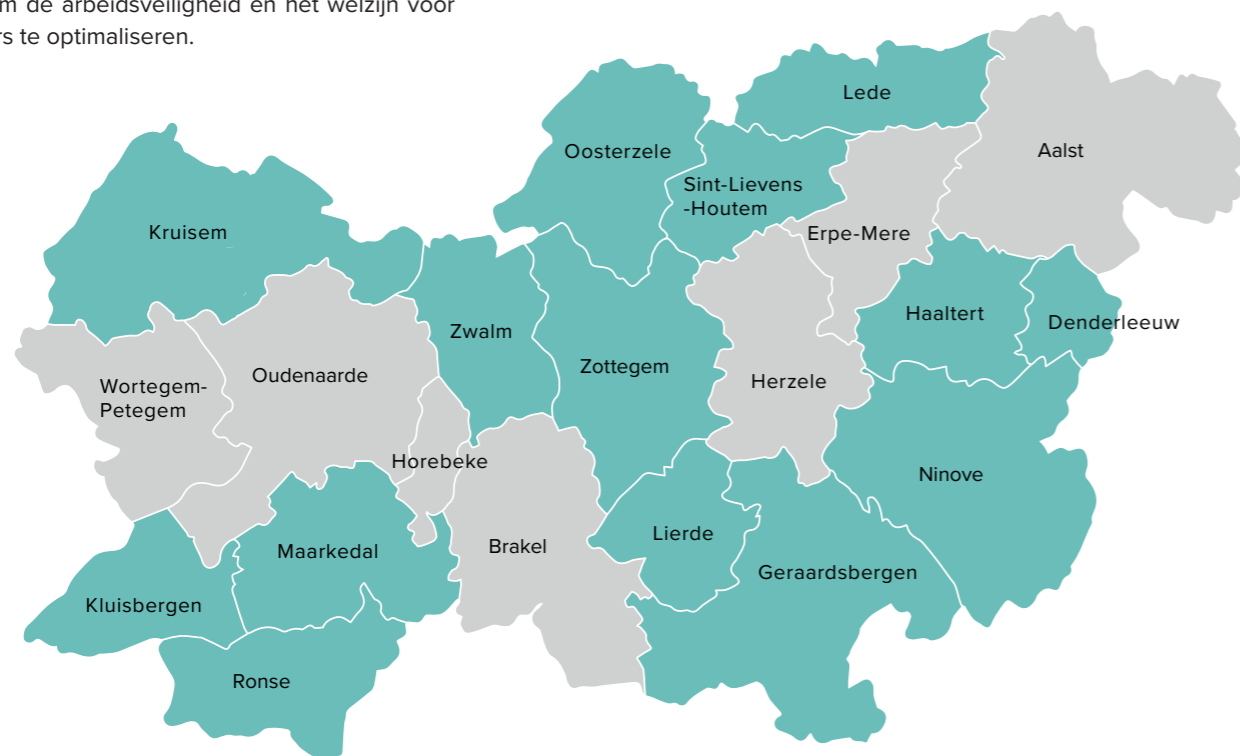 de arbeidsveiligheid en het welzijn voor
te optimaliseren.
Lede
Oosterzele
Aalst
Sint-Lievens
-Houtem
Kruisem
Erpe-Mere
Haaltert
Denderleeuw
Zwalm
Zottegem
Oudenaarde
Herzele
Wortegem-
Petegem
Horebeke
Ninove
Lierde
Brakel
Maarkedal
Geraardsbergen
Kluisbergen
Ronse